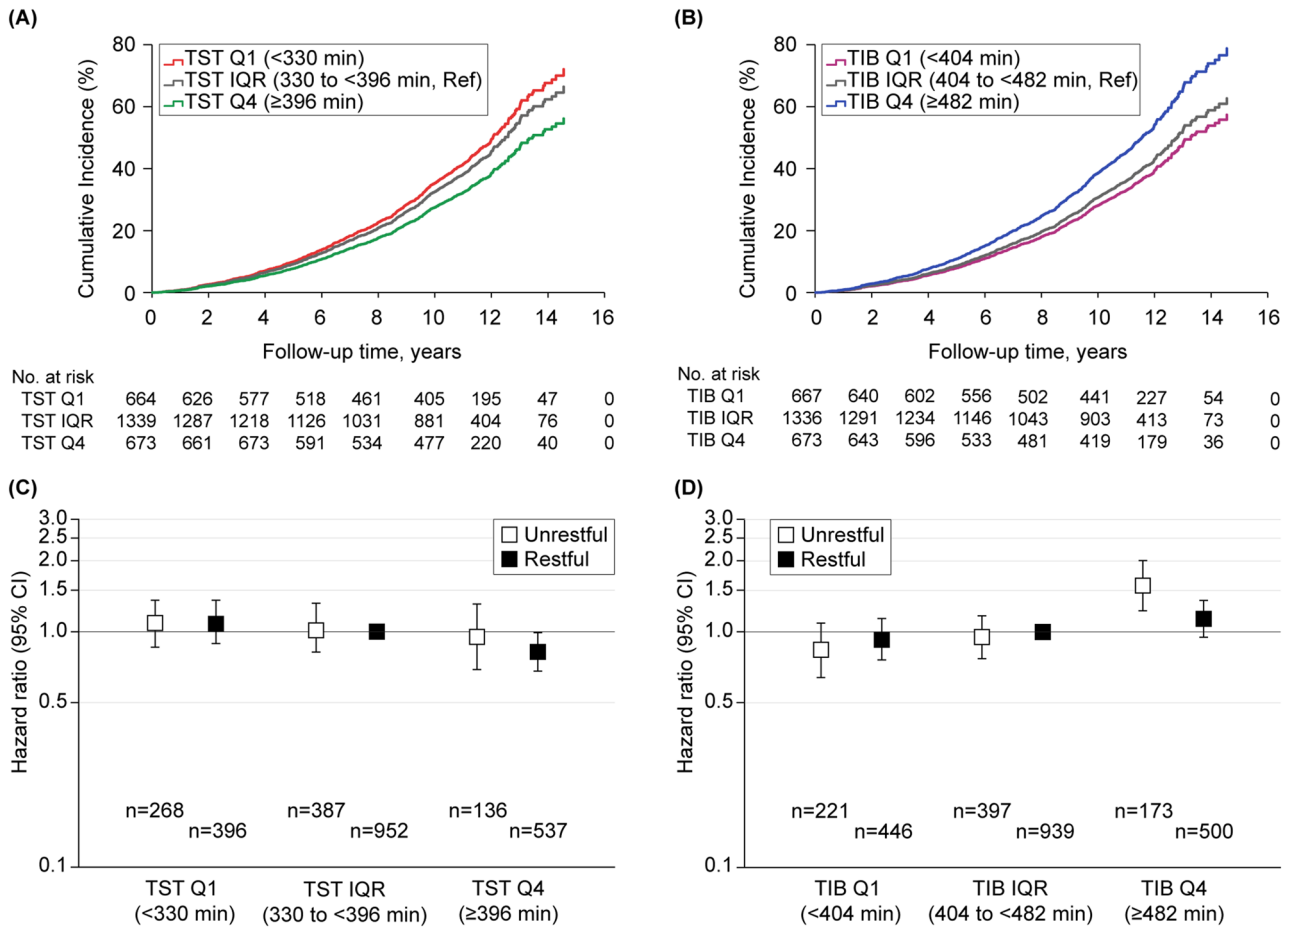 (A)
80
60
40
20
0
Cumulative Incidence (%)
TST Q1 (<330 min)
TST IQR (330 to <396 min, Ref)
TST Q4 (≥396 min)
0 2 4 6 8 10 12 14 16
Follow-up time, years
No. at risk
TST Q1 664 626 577 518 461 405 195 47 0
TST IQR 1339 1287 1218 1126 1031 881 404 76 0
TST Q4 673 661 673 591 534 477 220 40 0
(B)
80
60
40
20
0
Cumulative Incidence (%)
TIB Q1 (<404 min)
TIB IQR (404 to <482 min, Ref)
TIB Q4 (≥482 min)
0 2 4 6 8 10 12 14 16
Follow-up time, years
No. at risk
TIB Q1 667 640 602 556 502 441 227 54 0
TIB IQR 1336 1291 1234 1146 1043 903 413 73 0
TIB Q4 673 643 596 533 481 419 179 36 0
(C)
3.0
2.5
2.0
1.5
1.0
0.5
0.1
Hazard ratio (95% CI)
Unrestful
Restful
n=268 n=387 n=136
n=396 n=952 n=537
TST Q1 TST IQR TST Q4
(<330 min) (330 to <396 min) (≥396 min)
(D)
3.0
2.5
2.0
1.5
1.0
0.5
0.1
Hazard ratio (95% CI)
Unrestful
Restful
n=221 n=397 n=173
n=446 n=939 n=500
TIB Q1 TIB IQR TIB Q4
(<404 min) (404 to <482 min) (≥482 min)